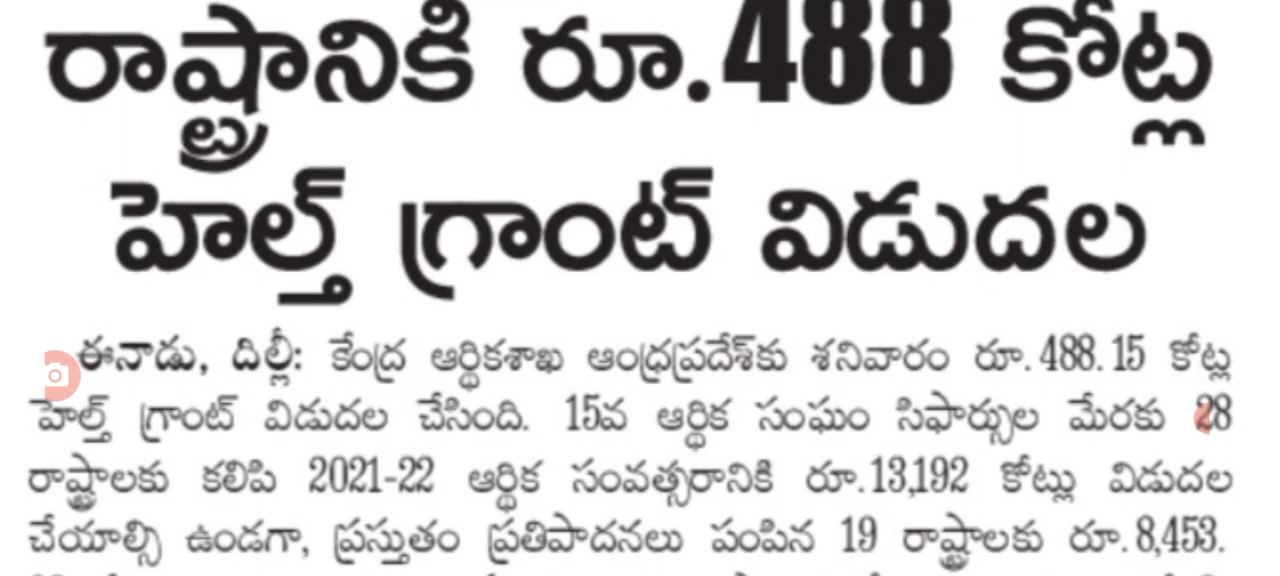 రాష్ట్రానికి రూ.488 కోట్ల
హెల్త్ గ్రాంట్ విడుదల
ఈనాడు, దిల్లీ: కేంద్ర ఆర్థికశాఖ ఆంధ్రప్రదేశ్‌కు శనివారం రూ.488.15 కోట్ల
హెల్త్ గ్రాంట్ విడుదల చేసింది. 15వ ఆర్థిక సంఘం సిఫార్సుల మేరకు 28
రాష్ట్రాలకు కలిపి 2021-22 ఆర్థిక సంవత్సరానికి రూ.13,192 కోట్లు విడుదల
చేయాల్సి ఉండగా, ప్రస్తుతం ప్రతిపాదనలు పంపిన 19 రాష్ట్రాలకు రూ.8,453.